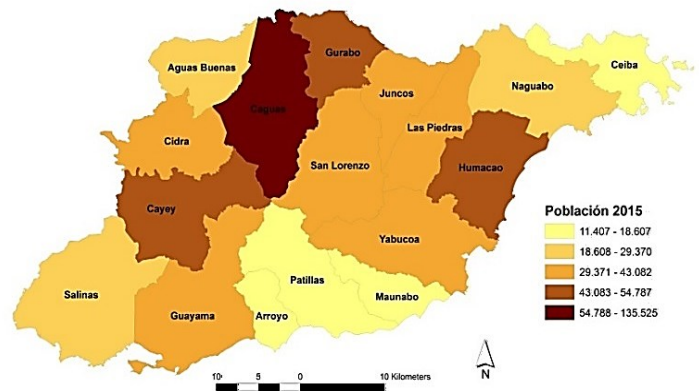 Gurabo
Aguas Buenas
Ceiba
Naguabo
Juncos
Caguas
Las Piedras
Cidra
San Lorenzo
Humacao
Cayey
Yabucoa
Patillas
Salinas
Maunabo
Guayama
Arroyo
Población 2015
11.407 - 18.607
18.608 - 29.370
29.371 - 43.082
43.083 - 54.787
54.788 - 135.525
N
10 5 0 10 Kilometers